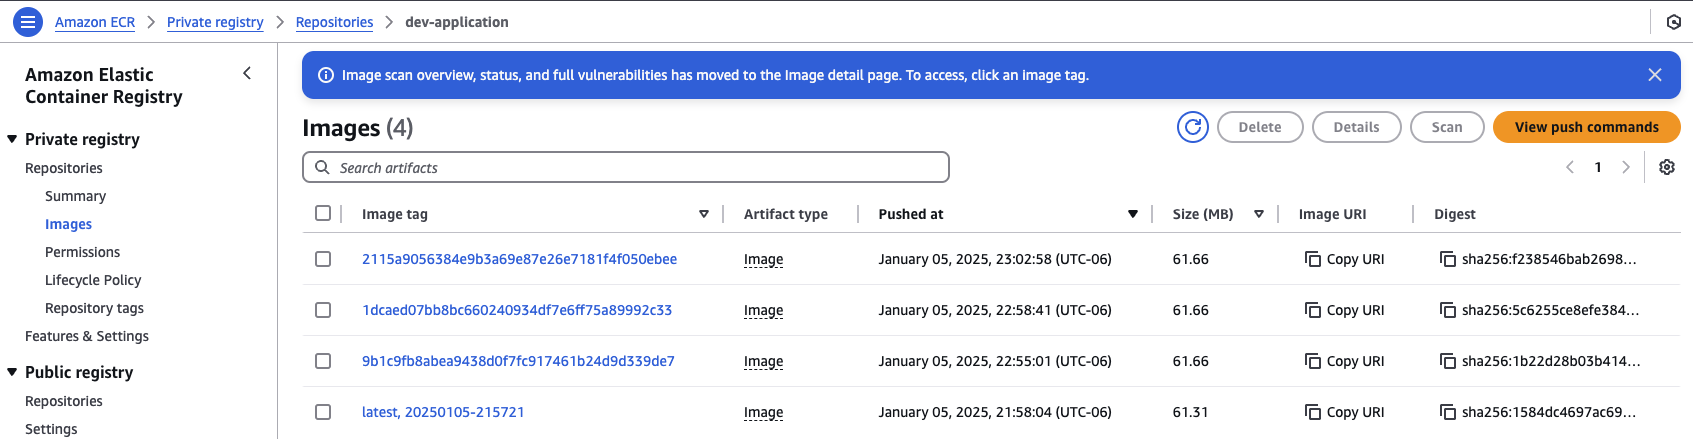 Amazon ECR > Private registry > Repositories > dev-application
Amazon Elastic
Container Registry
Private registry
Repositories
Summary
Images
Permissions
Lifecycle Policy
Repository tags
Features & Settings
Public registry
Repositories
Settings
Image scan overview, status, and full vulnerabilities has moved to the Image detail page. To access, click an image tag.
Images (4)
Delete Details Scan View push commands
Search artifacts
1
Image tag Artifact type Pushed at Size (MB) Image URI Digest
2115a9056384e9b3a69e87e26e7181f4f050ebee Image January 05, 2025, 23:02:58 (UTC-06) 61.66 Copy URI sha256:f238546bab2698...
1dcaed07bb8bc660240934df7e6ff75a89992c33 Image January 05, 2025, 22:58:41 (UTC-06) 61.66 Copy URI sha256:5c6255ce8efe384...
9b1c9fb8abea9438d0f7fc917461b24d9d339de7 Image January 05, 2025, 22:55:01 (UTC-06) 61.66 Copy URI sha256:1b22d28b03b414...
latest, 20250105-215721 Image January 05, 2025, 21:58:04 (UTC-06) 61.31 Copy URI sha256:1584dc4697ac69...